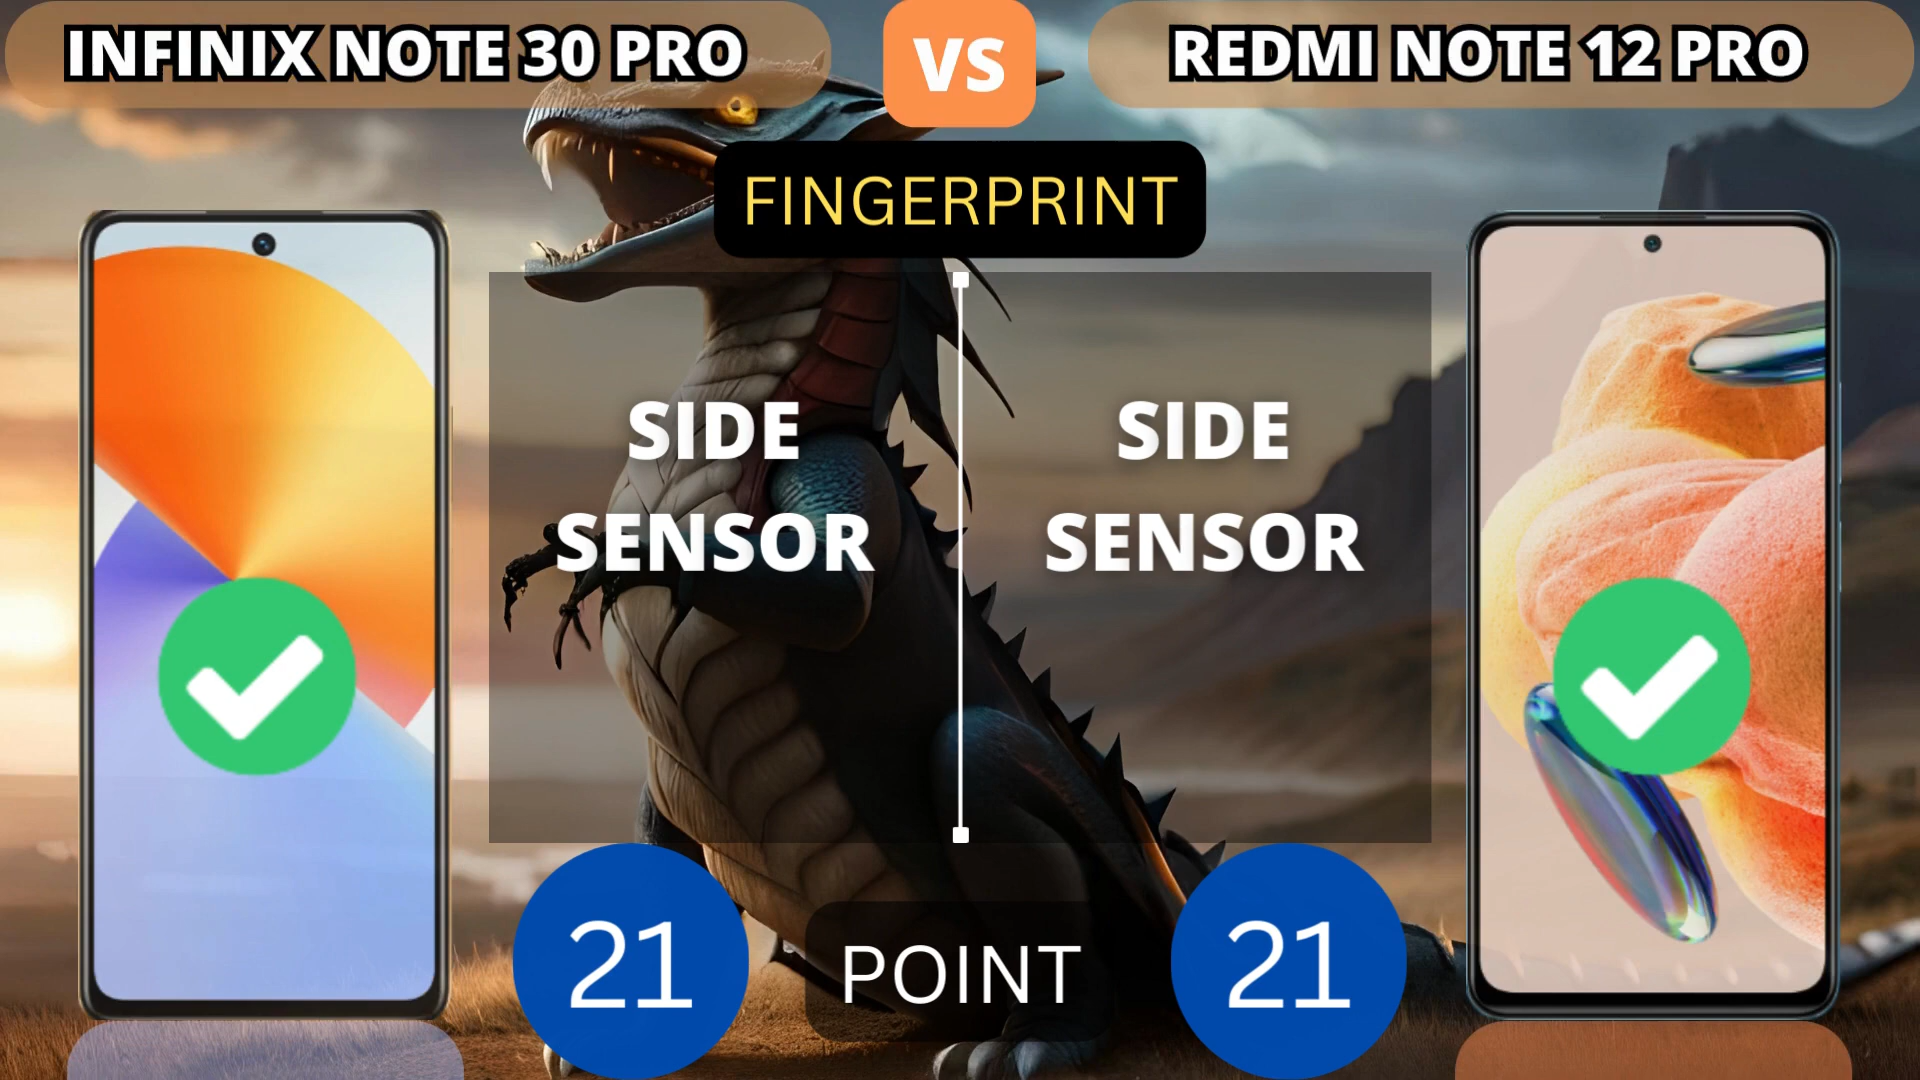 INFINIX NOTE 30 PRO
VS
REDMI NOTE 12 PRO
FINGERPRINT
SIDE
SENSOR
SIDE
SENSOR
21
POINT
21